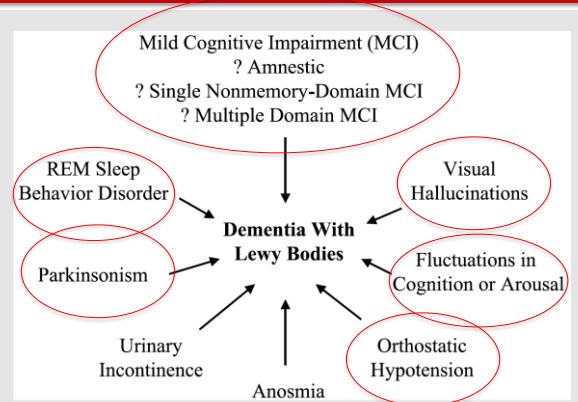 Mild Cognitive Impairment (MCI)
? Amnestic
? Single Nonmemory-Domain MCI
? Multiple Domain MCI
REM Sleep
Behavior Disorder
Visual
Hallucinations
Dementia With
Lewy Bodies
Parkinsonism
Fluctuations in
Cognition or Arousal
Urinary
Incontinence
Orthostatic
Hypotension
Anosmia